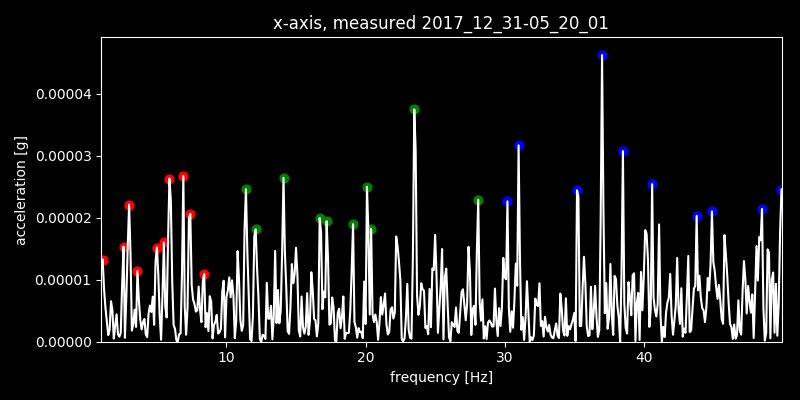 x-axis, measured 2017_12_31-05_20_01
acceleration [g]
0.00004
0.00003
0.00002
0.00001
0.00000
10 20 30 40
frequency [Hz]